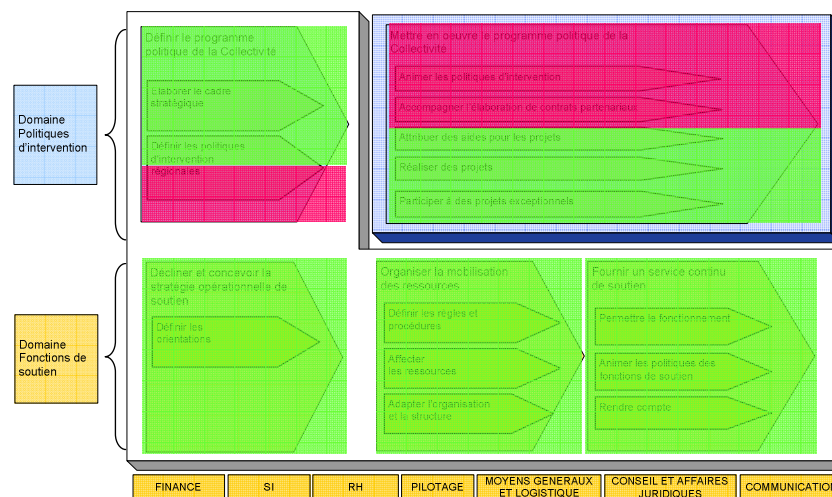 Définir le programme
politique de la Collectivité
Elaborer le cadre
stratégique
Définir les politiques
d'intervention
régionales
Mettre en oeuvre le programme politique de la
Collectivité
Animer les politiques d'intervention
Accompagner l'élaboration de contrats partenariaux
Attribuer des aides pour les projets
Réaliser des projets
Participer à des projets exceptionnels
Domaine
Politiques
d'intervention
Décliner et concevoir la
stratégie opérationnelle de
soutien
Définir les
orientations
Organiser la mobilisation
des ressources
Définir les règles et
procédures
Affecter
les ressources
Adapter l'organisation
et la structure
Fournir un service continu
de soutien
Permettre le fonctionnement
Animer les politiques des
fonctions de soutien
Rendre compte
Domaine
Fonctions de
soutien
FINANCE
SI
RH
PILOTAGE
MOYENS GENERAUX
ET LOGISTIQUE
CONSEIL ET AFFAIRES
JURIDIQUES
COMMUNICATION